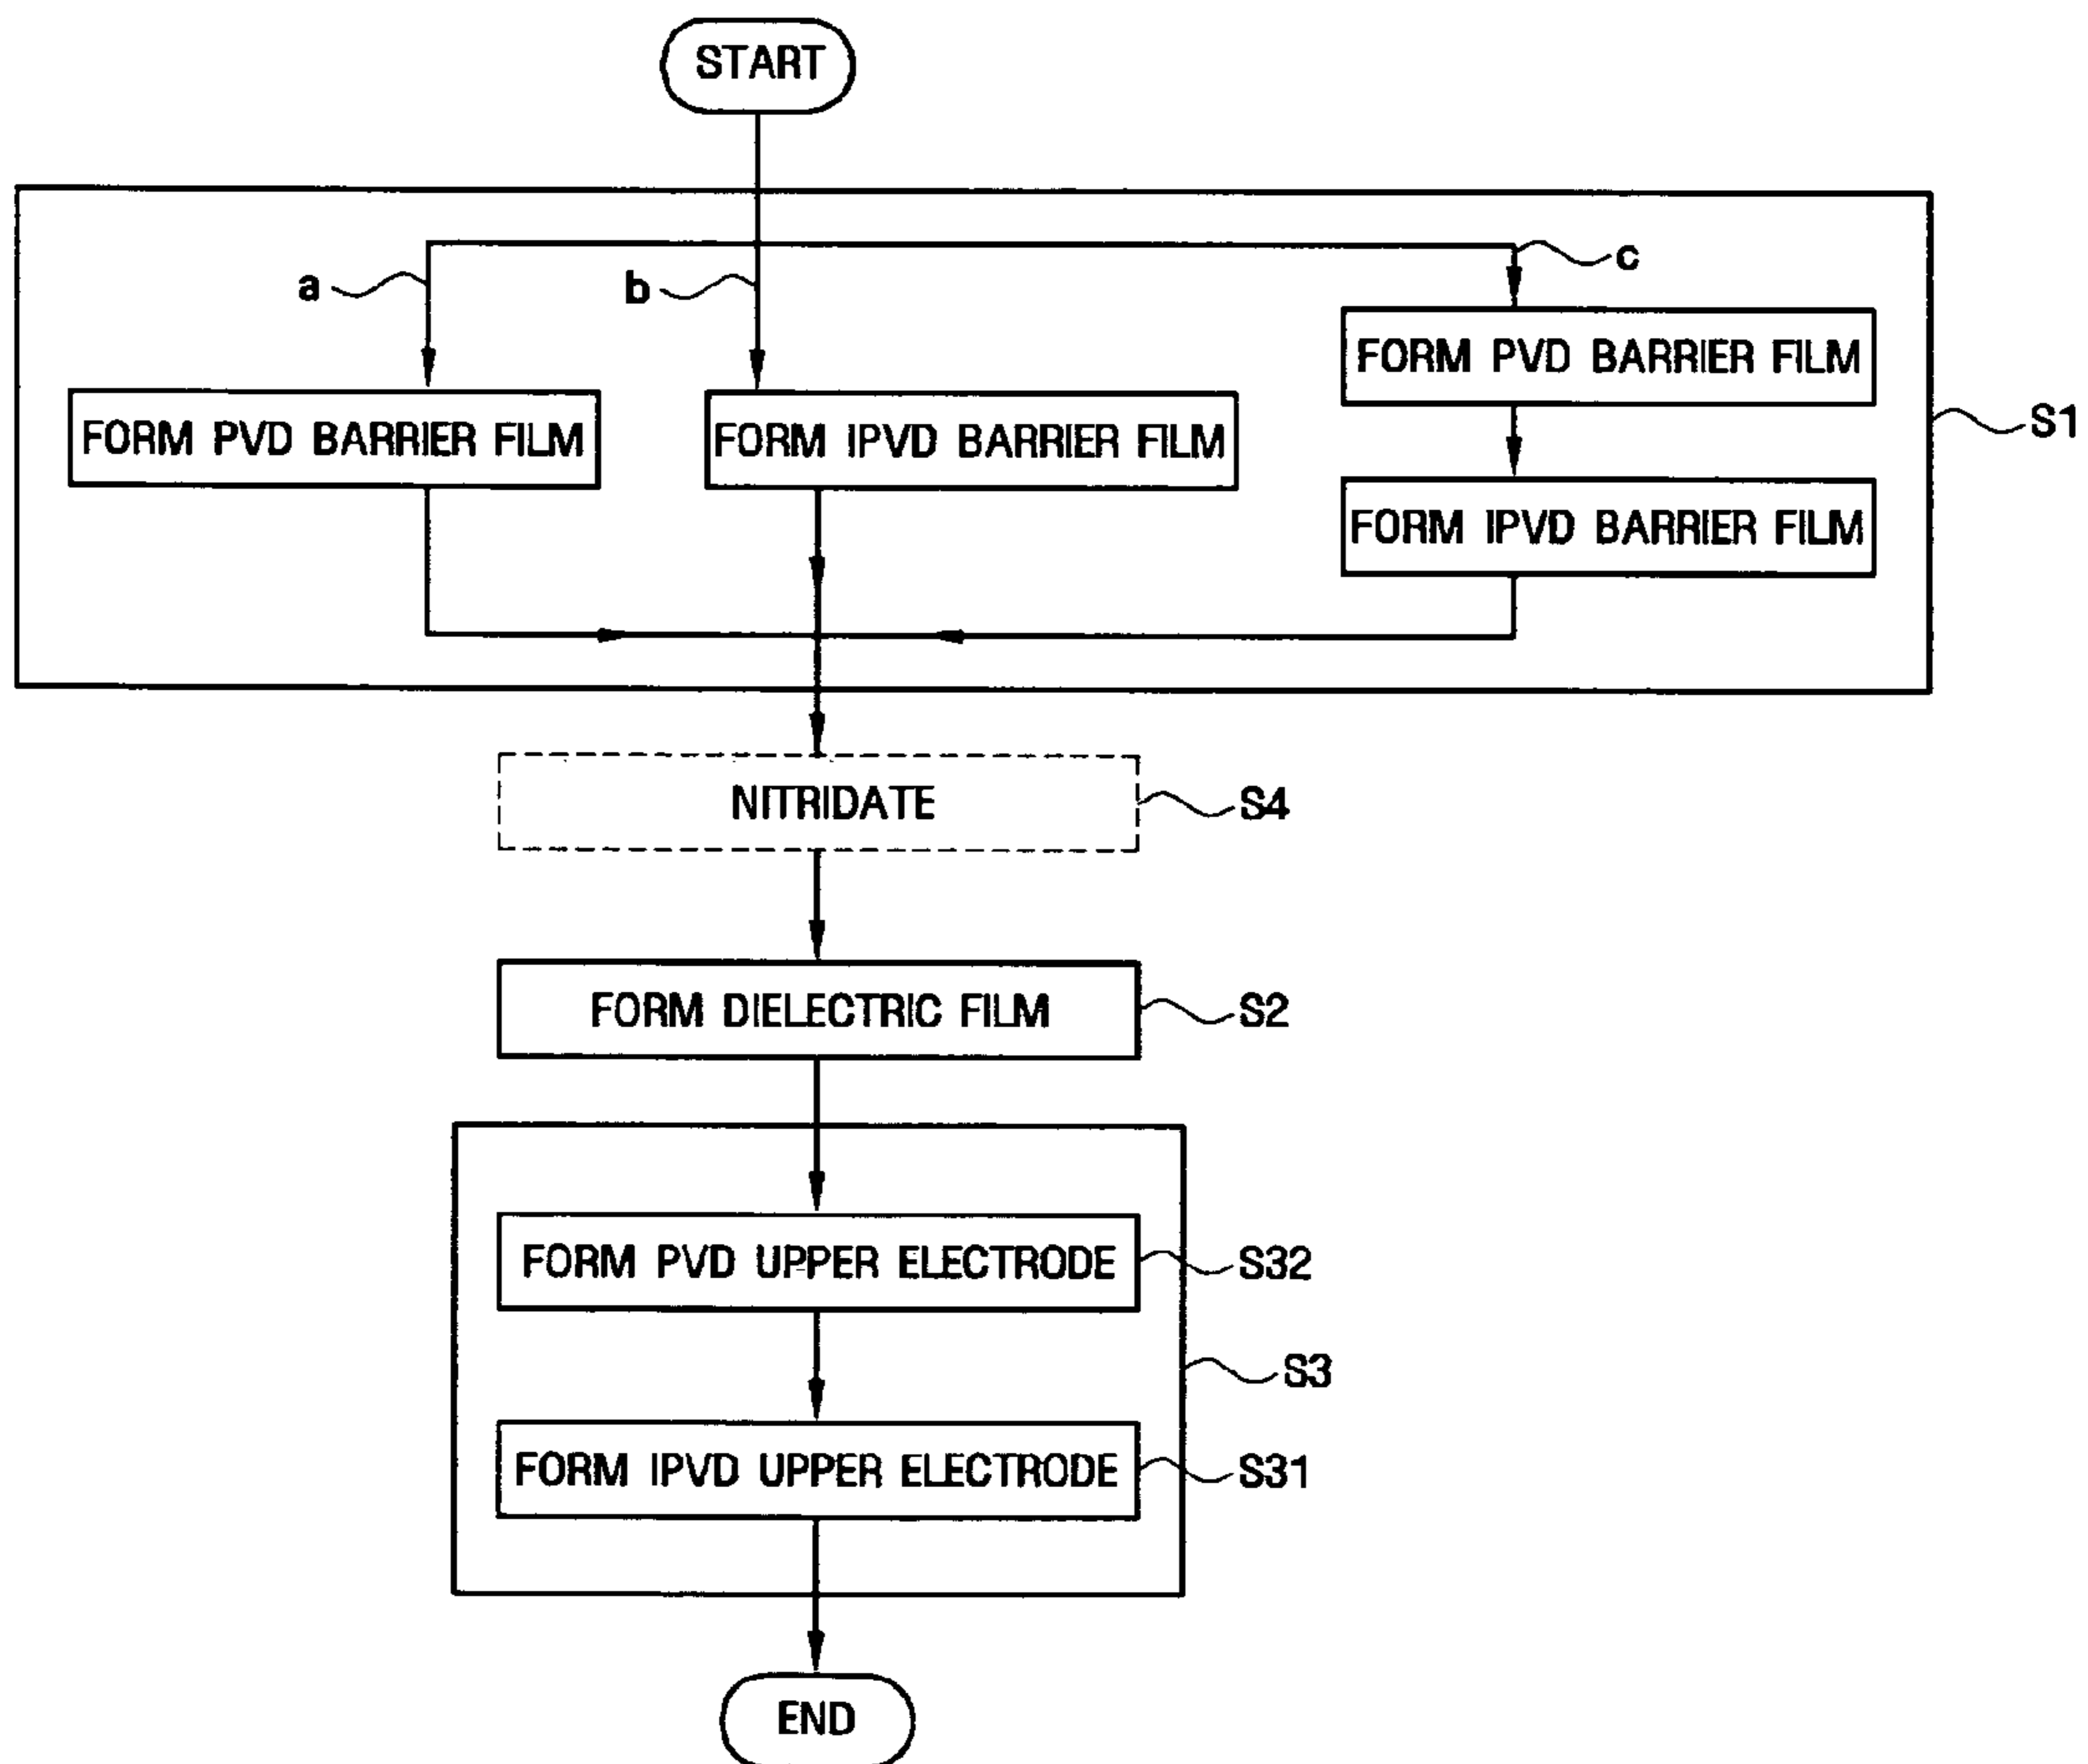 START
a
b
c
FORM PVD BARRIER FILM
FORM IPVD BARRIER FILM
FORM PVD BARRIER FILM
FORM IPVD BARRIER FILM
S1
NITRIDATE
S4
FORM DIELECTRIC FILM
S2
FORM PVD UPPER ELECTRODE
S32
S3
FORM IPVD UPPER ELECTRODE
S31
END